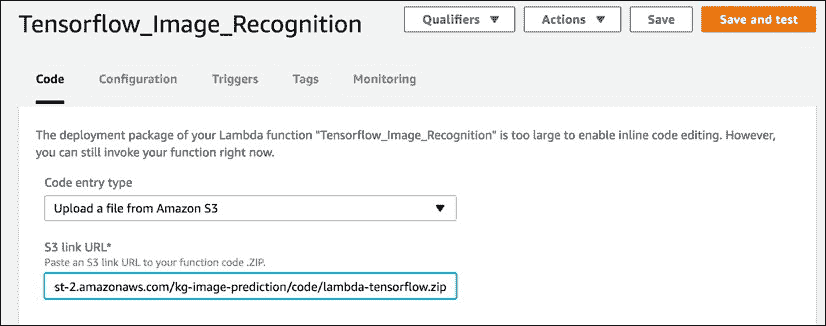 Tensorflow_Image_Recognition
Qualifiers
Actions
Save
Save and test
Code
Configuration
Triggers
Tags
Monitoring
The deployment package of your Lambda function "Tensorflow_Image_Recognition" is too large to enable inline code editing. However,
you can still invoke your function right now.
Code entry type
Upload a file from Amazon S3
S3 link URL*
Paste an S3 link URL to your function code .ZIP.
st-2.amazonaws.com/kg-image-prediction/code/lambda-tensorflow.zip